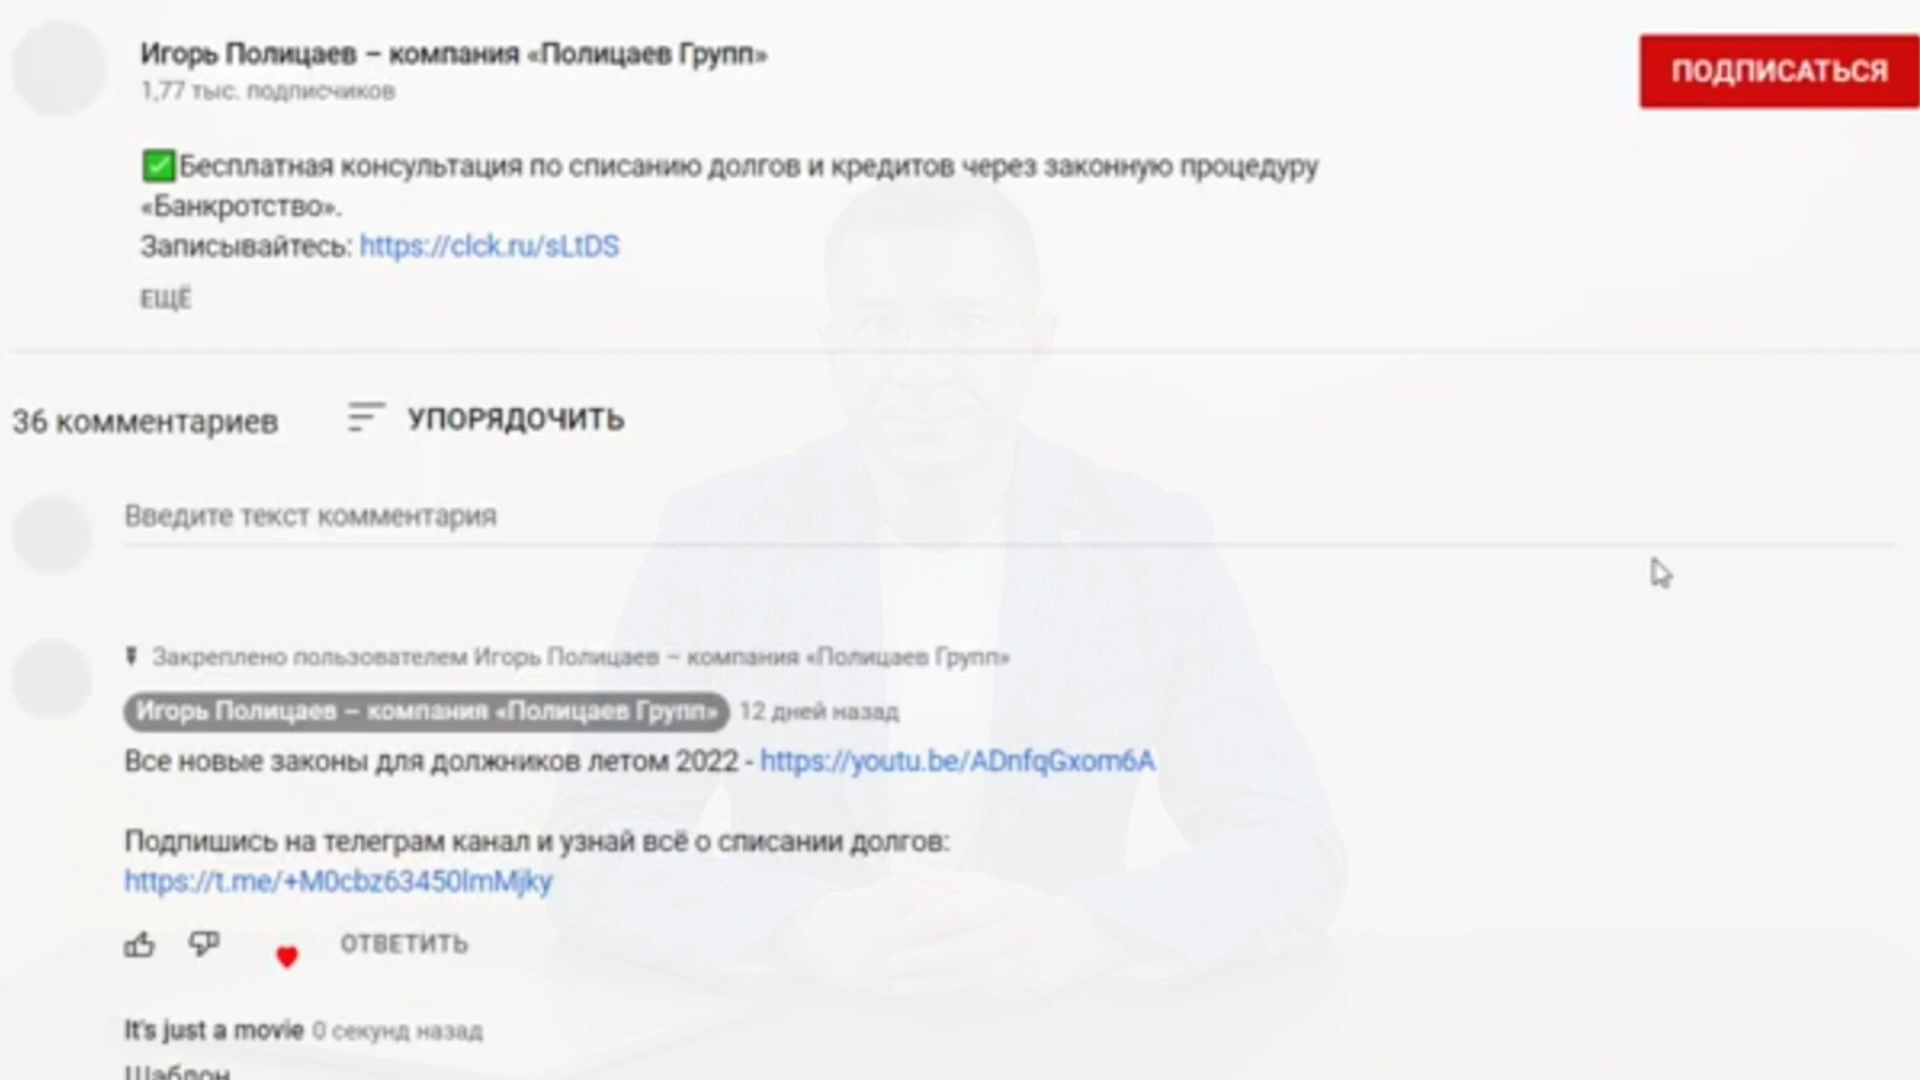 Игорь Полицаев – компания «Полицаев Групп»
1,77 тыс. подписчиков
ПОДПИСАТЬСЯ
✅Бесплатная консультация по списанию долгов и кредитов через законную процедуру
«Банкротство».
Записывайтесь: https://clck.ru/sLtDS
ЕЩЁ
36 комментариев
УПОРЯДОЧИТЬ
Введите текст комментария
Закреплено пользователем Игорь Полицаев – компания «Полицаев Групп»
Игорь Полицаев – компания «Полицаев Групп» 12 дней назад
Все новые законы для должников летом 2022 - https://youtu.be/ADnfqGxom6A
Подпишись на телеграм канал и узнай всё о списании долгов:
https://t.me/+M0cbz63450lmMjky
ОТВЕТИТЬ
It's just a movie 0 секунд назад
Шаблон